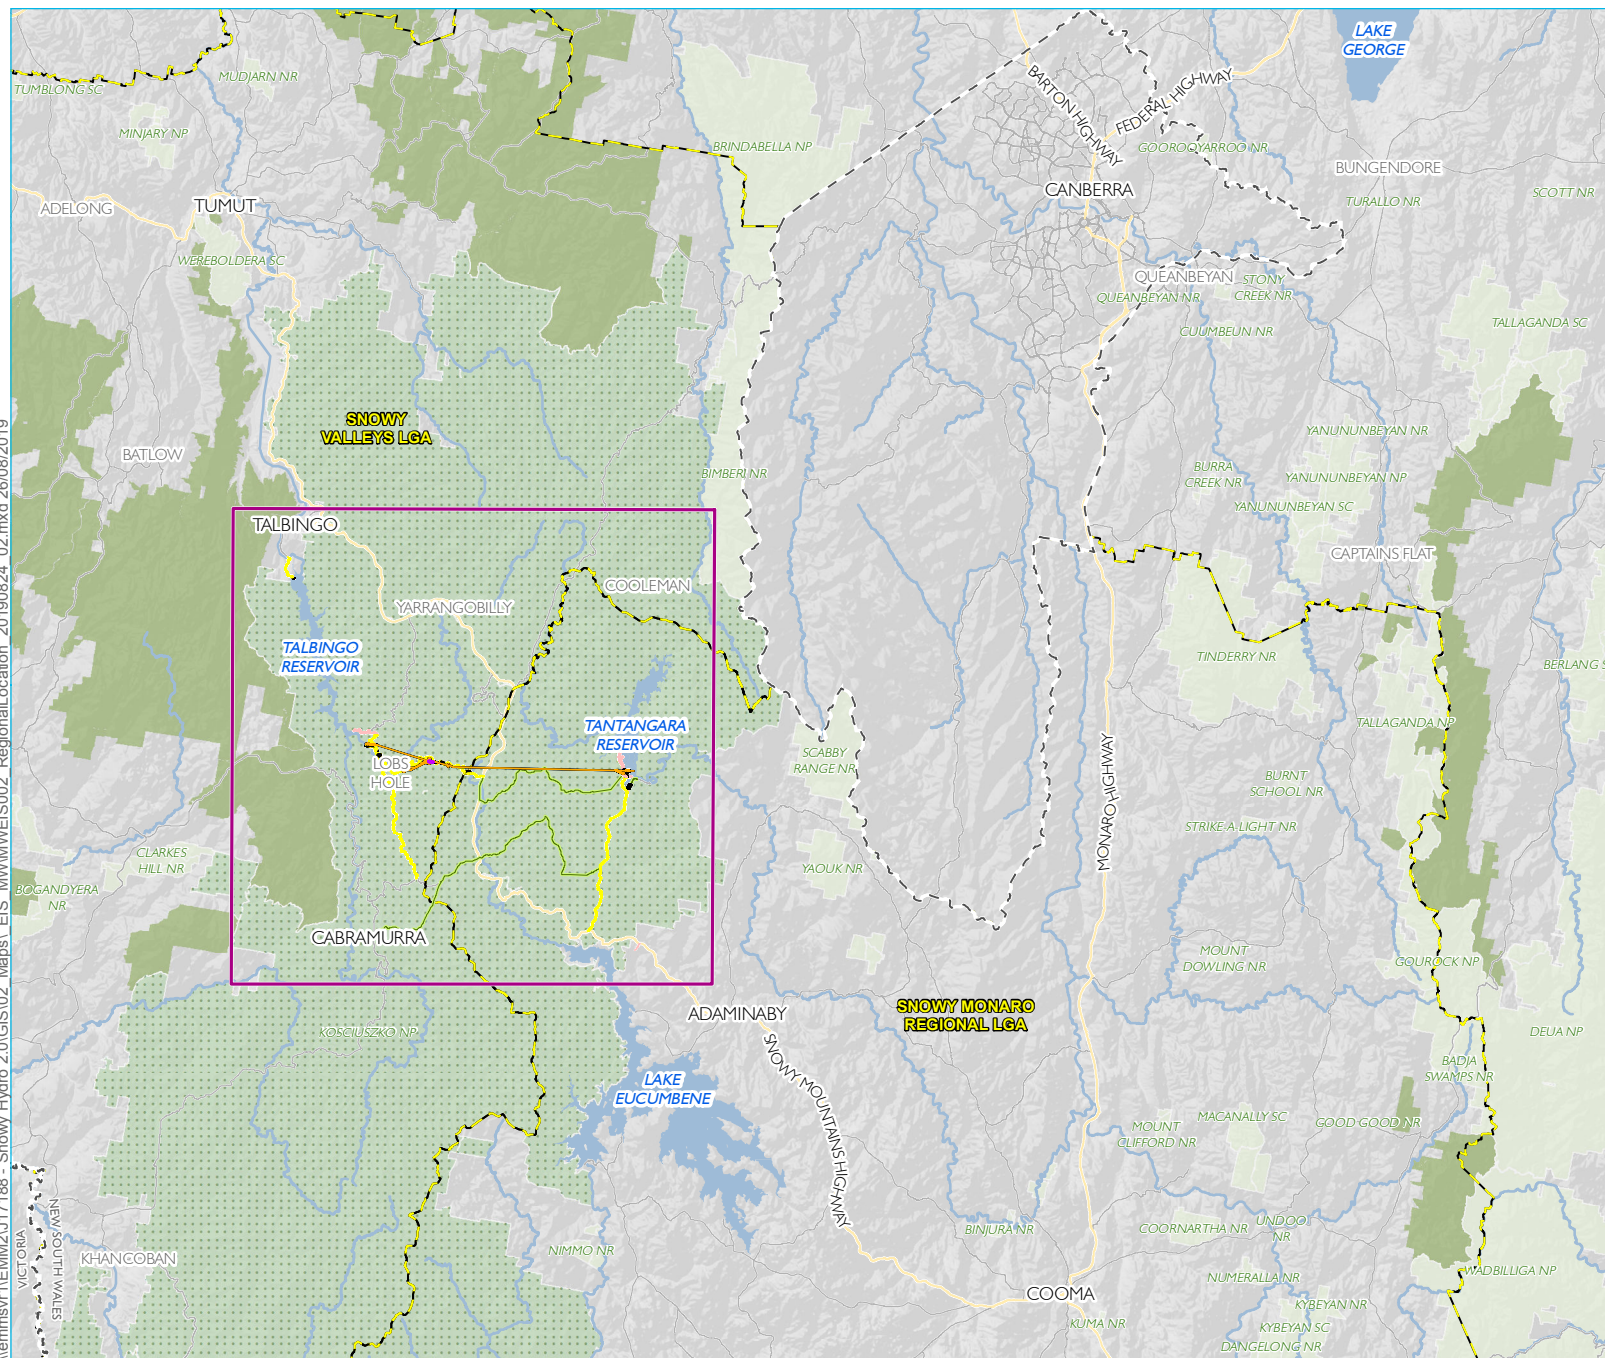 LAKE
GEORGE
MUDJARN NR
TUMBLONG SC
BARTON HIGHWAY
FEDERAL HIGHWAY
MINJARY NP
BRINDABELLA NP
GOOROOYARROO NR
BUNGENDORE
CANBERRA
SCOTT NR
TURALLO NR
ADELONG
TUMUT
WEREBOLDERA SC
QUEANBEYAN
STONY
CREEK NR
QUEANBEYAN NR
CUUMBEUN NR
TALLAGANDA SC
SNOWY
VALLEYS LGA
YANUNUNBEYAN NR
BATLOW
BIMBERI NR
BURRA
CREEK NR
YANUNUNBEYAN NP
YANUNUNBEYAN SC
TALBINGO
CAPTAINS FLAT
COOLEMAN
YARRANGOBILLY
TALBINGO
RESERVOIR
TINDERRY NR
BERLANG S
TANTANGARA
RESERVOIR
TALLAGANDA NP
SCABBY
RANGE NR
LOBS
HOLE
MONARO HIGHWAY
BURNT
SCHOOL NR
STRIKE-A-LIGHT NR
CLARKES
HILL NR
YAOUK NR
BOGANDYERA
NR
CABRAMURRA
MOUNT
DOWLING NR
GOUROCK NP
ADAMINABY
SNOWY MONARO
REGIONAL LGA
KOSCIUSZKO NP
DEUA NP
SNOWY MOUNTAINS HIGHWAY
LAKE
EUCUMBENE
BADJA
SWAMPS NR
MACANALLY SC
GOOD GOOD NR
MOUNT
CLIFFORD NR
VICTORIA
NEW SOUTH WALES
KHANCOBAN
NIMMO NR
BINJURA NR
COORNARTHA NR
UNDOO
NR
WADBILLIGA NP
NUMERALLA NR
COOMA
KYBEYAN NR
KUMA NR
KYBEYAN SC
DANGELONG NR